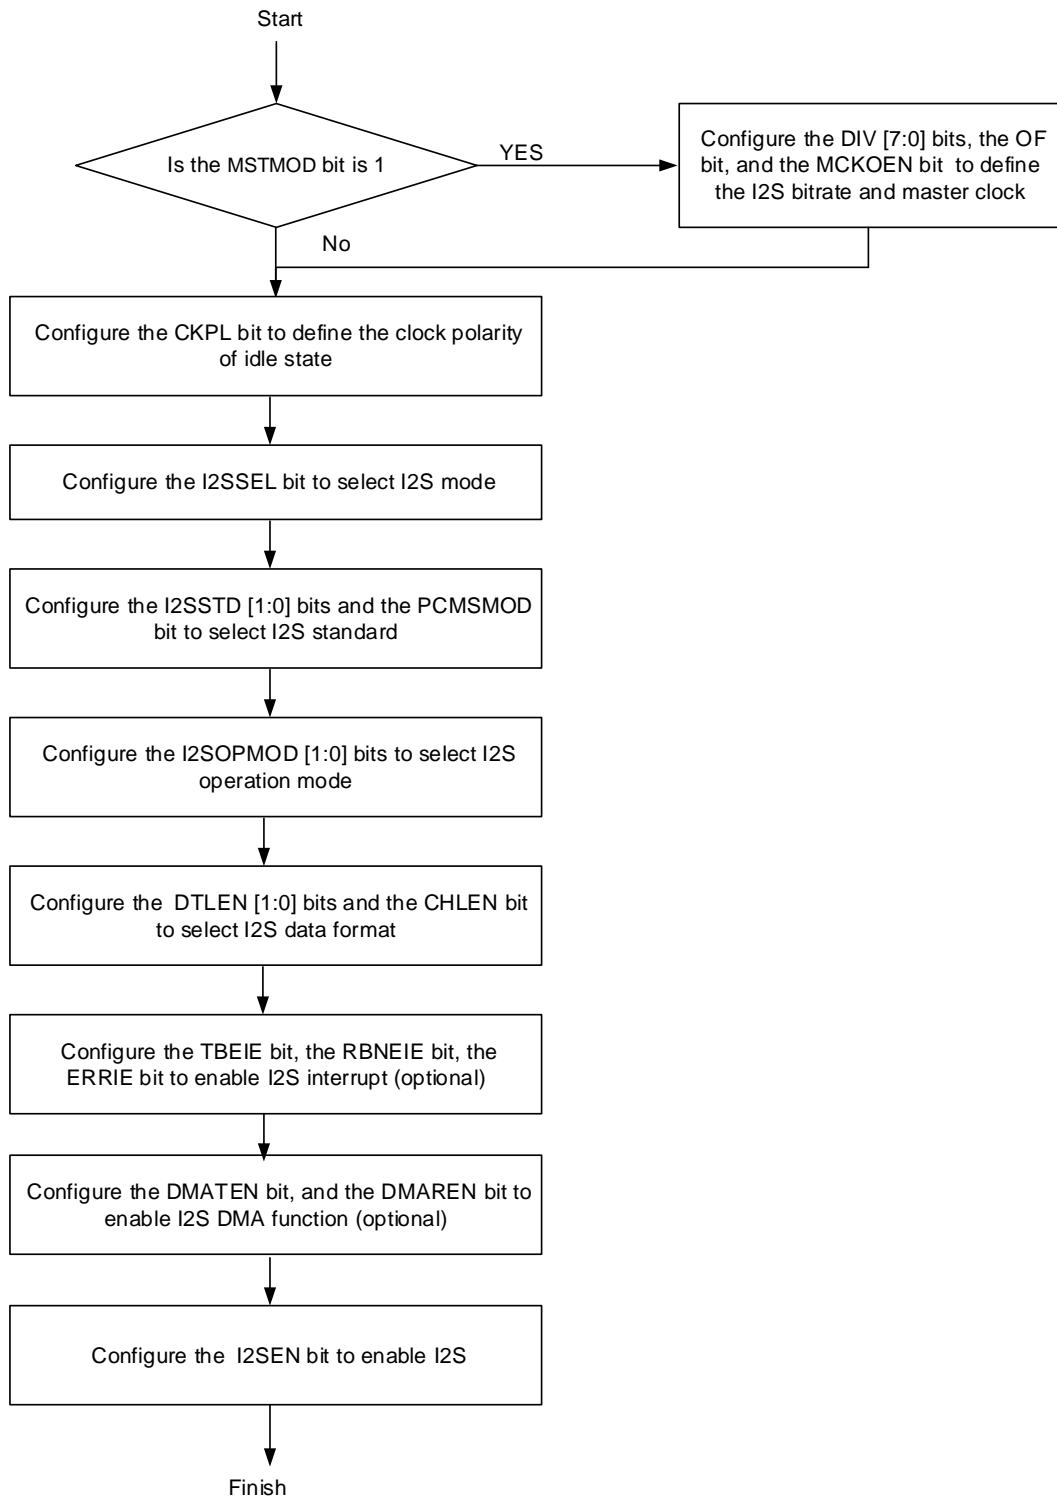 Start
Is the MSTMOD bit is 1
YES
Configure the DIV [7:0] bits, the OF
bit, and the MCKOEN bit  to define
the I2S bitrate and master clock
No
Configure the CKPL bit to define the clock polarity
of idle state
Configure the I2SSEL bit to select I2S mode
Configure the I2SSTD [1:0] bits and the PCMSMOD
bit to select I2S standard
Configure the I2SOPMOD [1:0] bits to select I2S
operation mode
Configure the  DTLEN [1:0] bits and the CHLEN bit
to select I2S data format
Configure the TBEIE bit, the RBNEIE bit, the
ERRIE bit to enable I2S interrupt (optional)
Configure the DMATEN bit, and the DMAREN bit to
enable I2S DMA function (optional)
Configure the  I2SEN bit to enable I2S
Finish